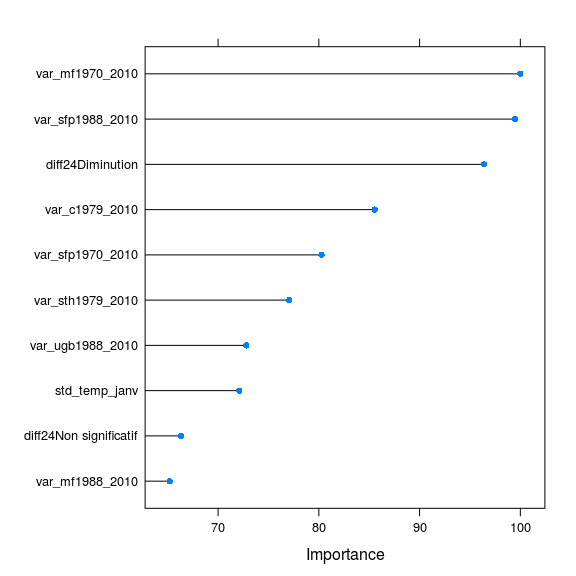 var_mf1970_2010
var_sfp1988_2010
diff24Diminution
var_c1979_2010
var_sfp1970_2010
var_sth1979_2010
var_ugb1988_2010
std_temp_janv
diff24Non significatif
var_mf1988_2010
70 80 90 100
Importance